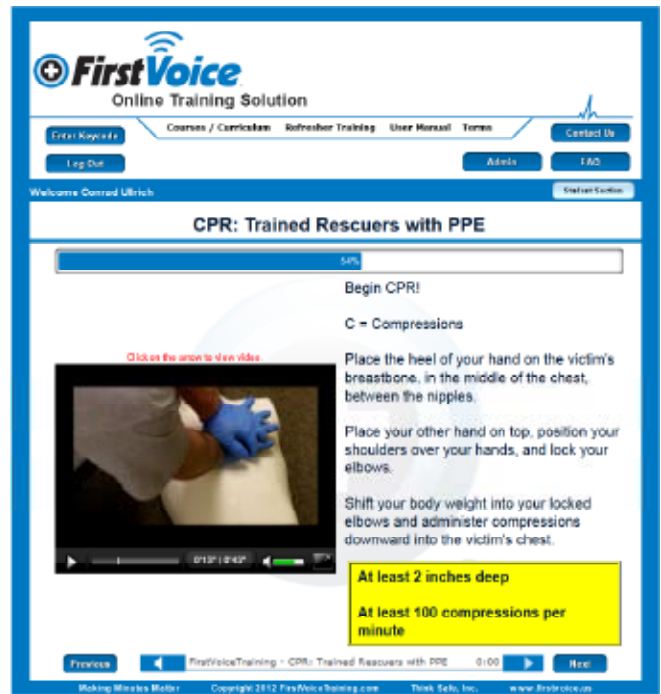 FirstVoice
Online Training Solution
Courses / Curriculum Refresher Training User Manual Terms
Enter Keycode
Contact Us
Log Out
Admin
FAQ
Welcome Conrad Ullrich
Student Section
CPR: Trained Rescuers with PPE
54%
Begin CPR!
C = Compressions
Click on the arrow to view video.
Place the heel of your hand on the victim's
breastbone, in the middle of the chest,
between the nipples.
Place your other hand on top, position your
shoulders over your hands, and lock your
elbows.
Shift your body weight into your locked
elbows and administer compressions
downward into the victim's chest.
0'13" | 0'43"
At least 2 inches deep
At least 100 compressions per
minute
Previous
FirstVoiceTraining - CPR: Trained Rescuers with PPE 0:00
Next
Making Minutes Matter Copyright 2012 FirstVoiceTraining.com Think Safe, Inc. www.firstvoice.us